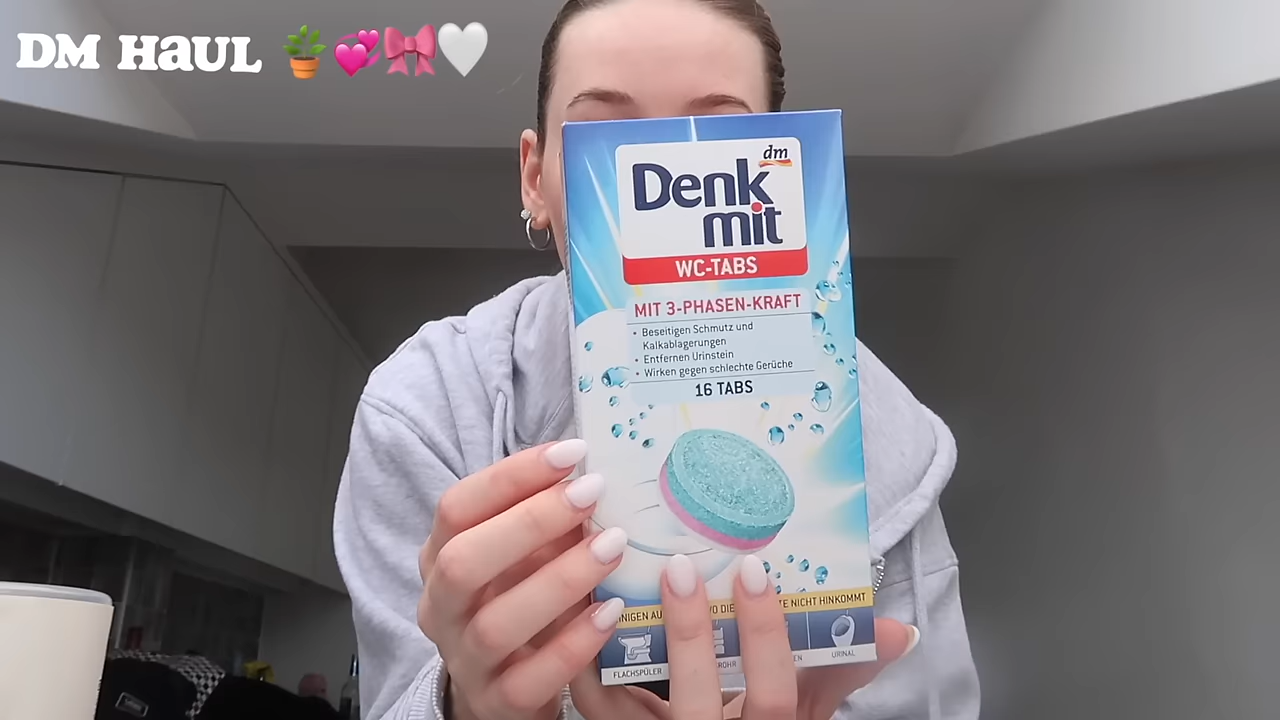 DM HAUL 🪴💞🎀🤍
dm
Denk
mit
WC-TABS
MIT 3-PHASEN-KRAFT
• Beseitigen Schmutz und
Kalkablagerungen
• Entfernen Urinstein
• Wirken gegen schlechte Gerüche
16 TABS
NICHT HINKOMMT
FLACHSPÜLER
URINAL